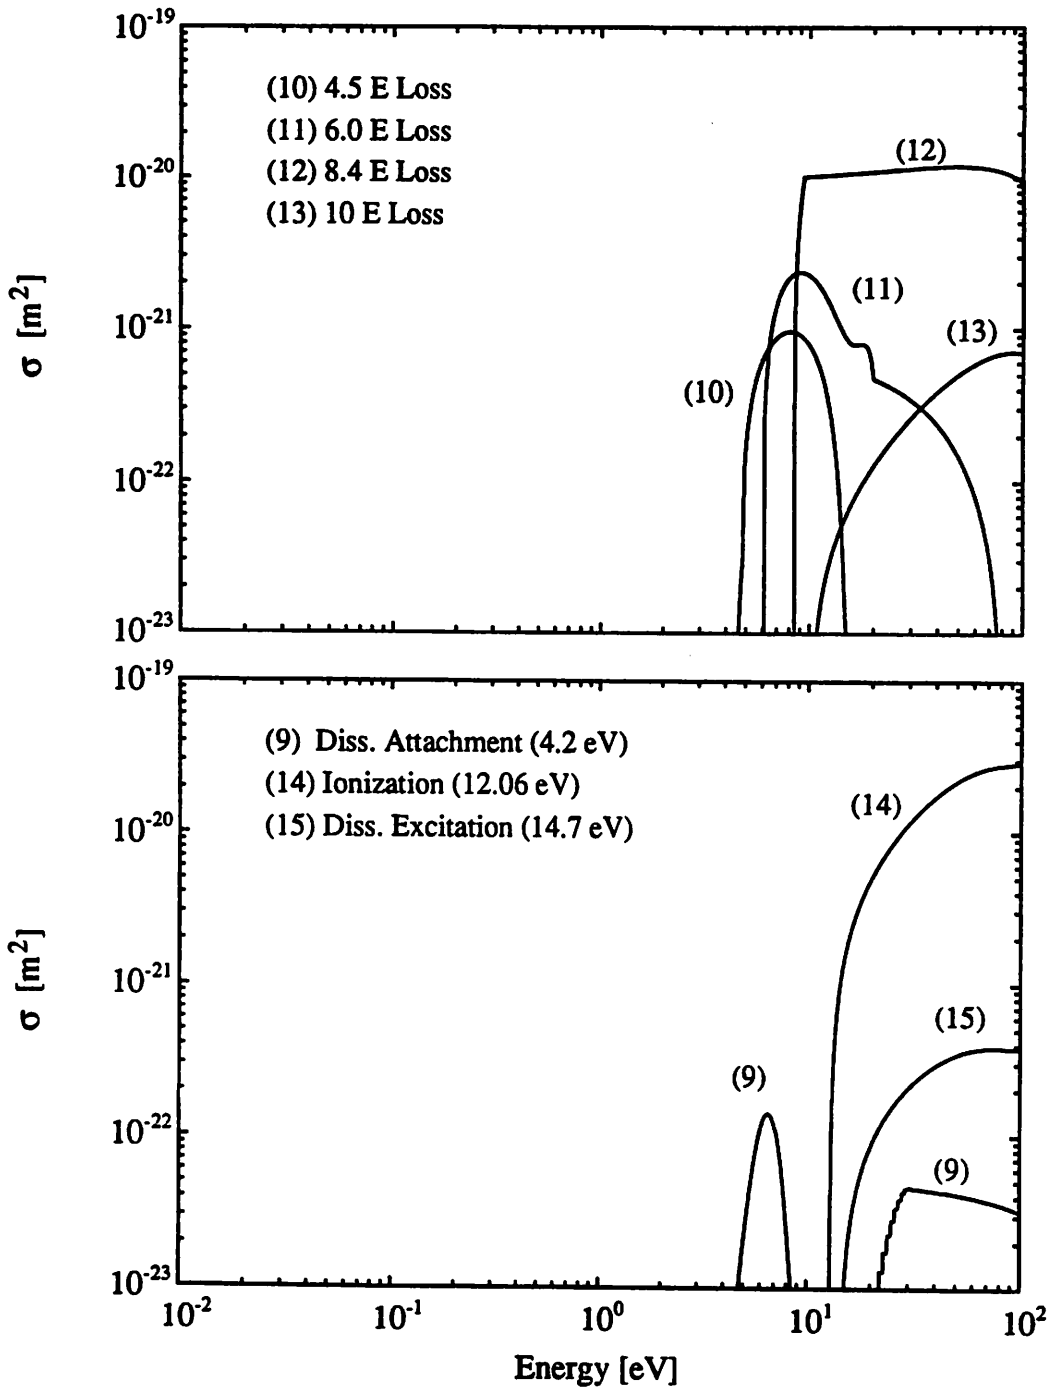 10^-19
(10) 4.5 E Loss
(11) 6.0 E Loss
(12) 8.4 E Loss
(13) 10 E Loss
10^-20
10^-21
10^-22
10^-23
σ [m^2]
(12)
(11)
(13)
(10)
10^-19
(9) Diss. Attachment (4.2 eV)
(14) Ionization (12.06 eV)
(15) Diss. Excitation (14.7 eV)
10^-20
10^-21
10^-22
10^-23
σ [m^2]
(14)
(15)
(9)
(9)
10^-2 10^-1 10^0 10^1 10^2
Energy [eV]